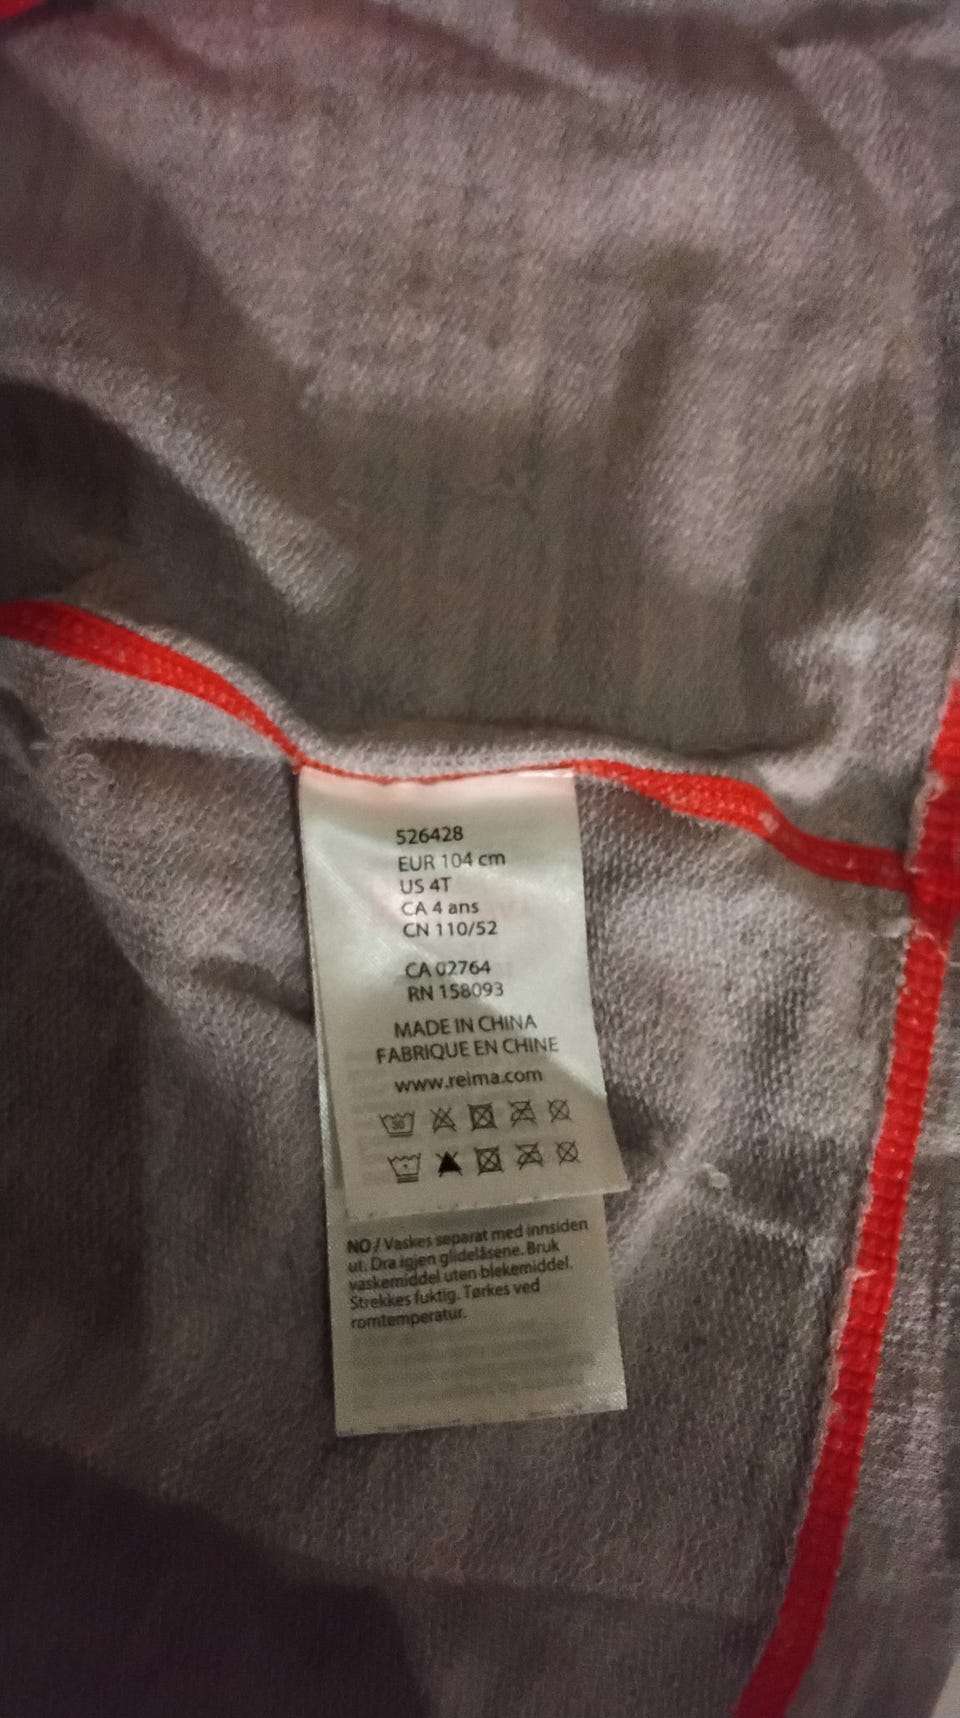 526428
EUR 104 cm
US 4T
CA 4 ans
CN 110/52
CA 02764
RN 158093
MADE IN CHINA
FABRIQUE EN CHINE
www.reima.com
30
NO / Vaskes separat med innsiden
ut. Dra igjen glidelåsene. Bruk
vaskemiddel uten blekemiddel.
Strekkes fuktig. Tørkes ved
romtemperatur.